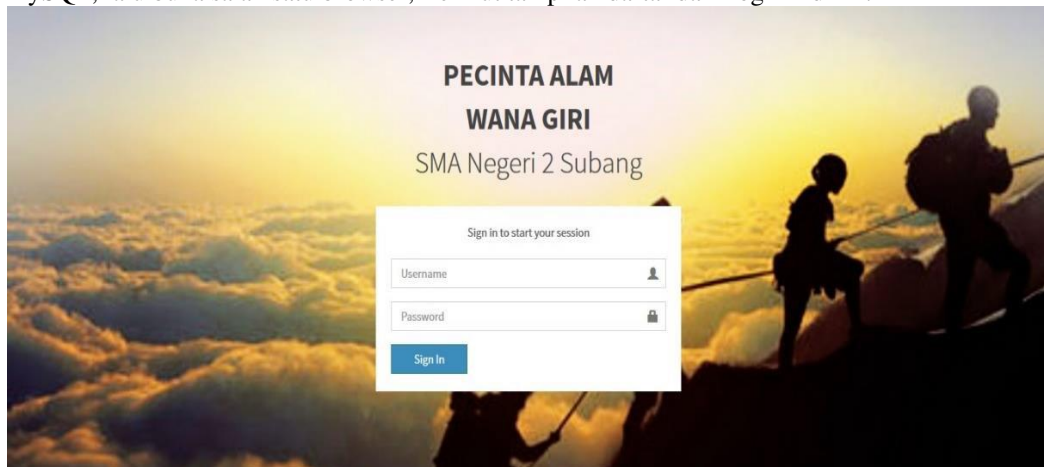 PECINTA ALAM
WANA GIRI
SMA Negeri 2 Subang
Sign in to start your session
Username
Password
Sign In